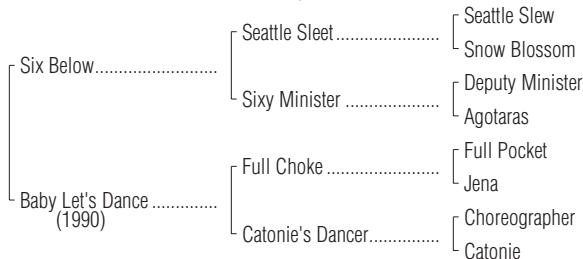 Seattle Slew
Seattle Sleet....................
Snow Blossom
Six Below.......................
Deputy Minister
Sixy Minister ..................
Agotaras
Full Pocket
Full Choke ......................
Jena
Baby Let's Dance .............
(1990)
Choreographer
Catonie's Dancer..............
Catonie